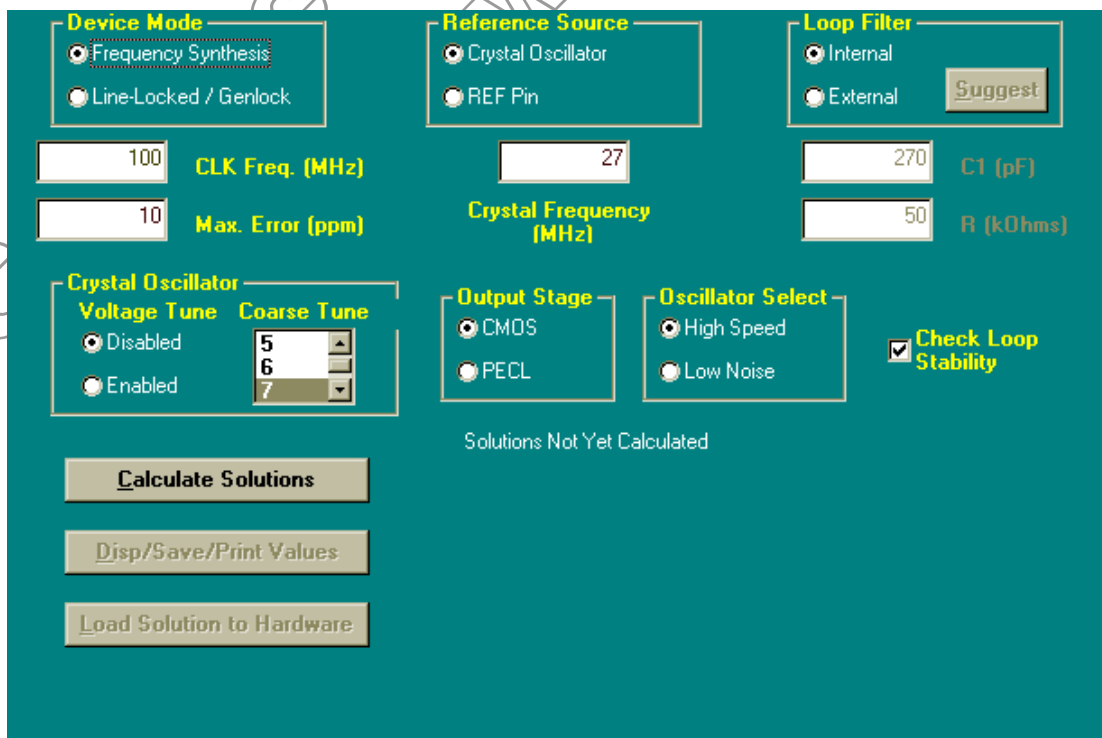 Device Mode
Frequency Synthesis
Line-Locked / Genlock
Reference Source
Crystal Oscillator
REF Pin
Loop Filter
Internal
External
Suggest
100
CLK Freq. (MHz)
10
Max. Error (ppm)
27
Crystal Frequency
(MHz)
270
C1 (pF)
50
R (kOhms)
Crystal Oscillator
Voltage Tune
Disabled
Enabled
Coarse Tune
5
6
7
Output Stage
CMOS
PECL
Oscillator Select
High Speed
Low Noise
Check Loop
Stability
Solutions Not Yet Calculated
Calculate Solutions
Disp/Save/Print Values
Load Solution to Hardware